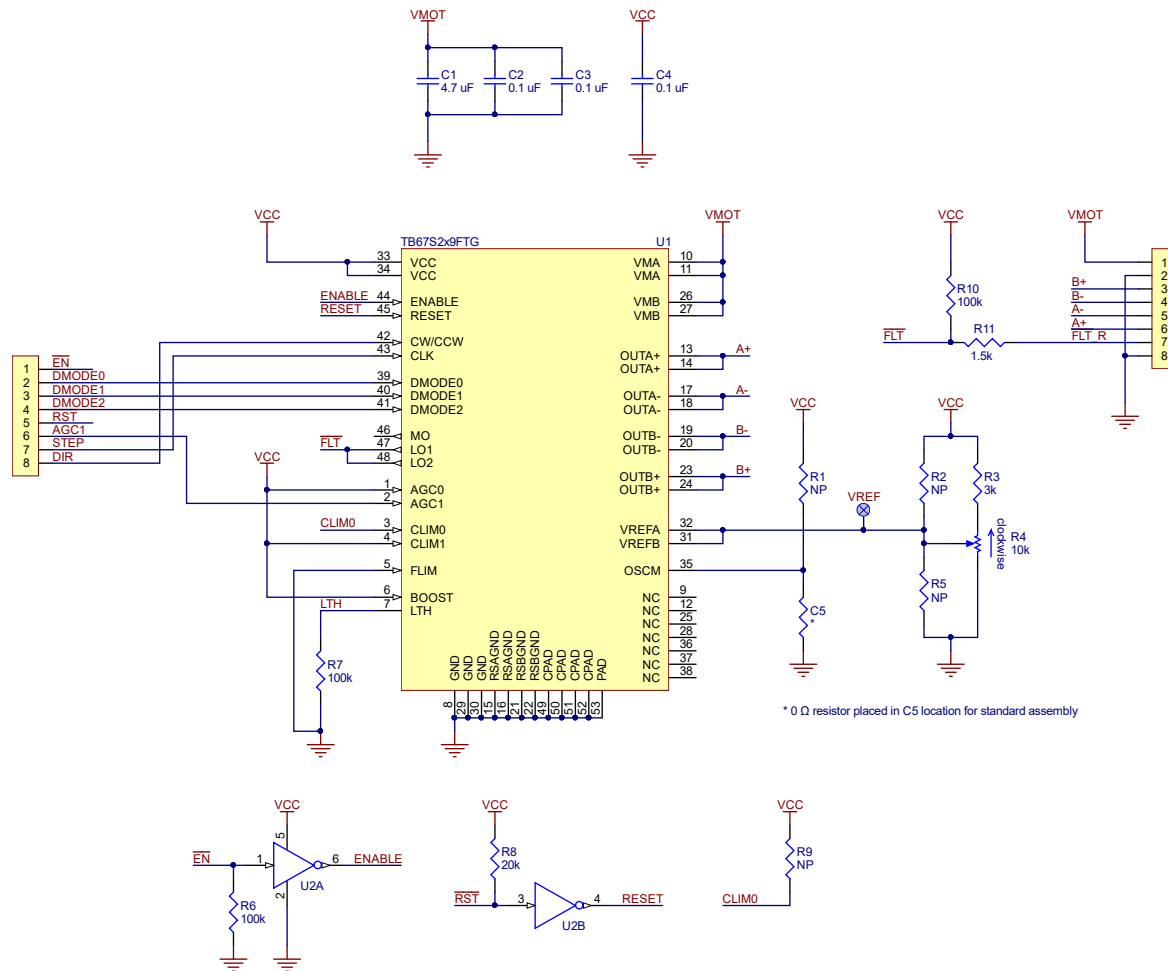 VMOT
VCC
C1
4.7 uF
C2
0.1 uF
C3
0.1 uF
C4
0.1 uF
VCC
TB67S2x9FTG
U1
VMOT
VCC
VMOT
33
VCC
34
VCC
44
ENABLE
ENABLE
45
RESET
RESET
42
CW/CCW
43
CLK
39
DMODE0
40
DMODE1
41
DMODE2
46
MO
47
LO1
48
LO2
FLT
VCC
1
AGC0
2
AGC1
CLIM0
3
CLIM0
4
CLIM1
5
FLIM
6
BOOST
LTH
7
LTH
R7
100k
1 EN
2 DMODE0
3 DMODE1
4 DMODE2
5 RST
6 AGC1
7 STEP
8 DIR
VMA 10
VMA 11
VMB 26
VMB 27
OUTA+ 13 A+
OUTA+ 14
OUTA- 17 A-
OUTA- 18
OUTB- 19 B-
OUTB- 20
OUTB+ 23 B+
OUTB+ 24
VREFA 32
VREFB 31
OSCM 35
NC 9
NC 12
NC 25
NC 28
NC 36
NC 37
NC 38
GND 8
GND 29
GND 30
RSAGND 15
RSAGND 16
RSBGND 21
RSBGND 22
CPAD 49
CPAD 50
CPAD 51
CPAD 52
PAD 53
R10
100k
FLT
R11
1.5k
1
2
B+ 3
B- 4
A- 5
A+ 6
FLT_R 7
8
VCC
R1
NP
C5
*
VREF
VCC
R2
NP
R3
3k
R4
10k
clockwise
R5
NP
* 0 Ω resistor placed in C5 location for standard assembly
VCC
EN
1
5
2
6
ENABLE
U2A
R6
100k
VCC
R8
20k
RST
3
4
RESET
U2B
VCC
R9
NP
CLIM0